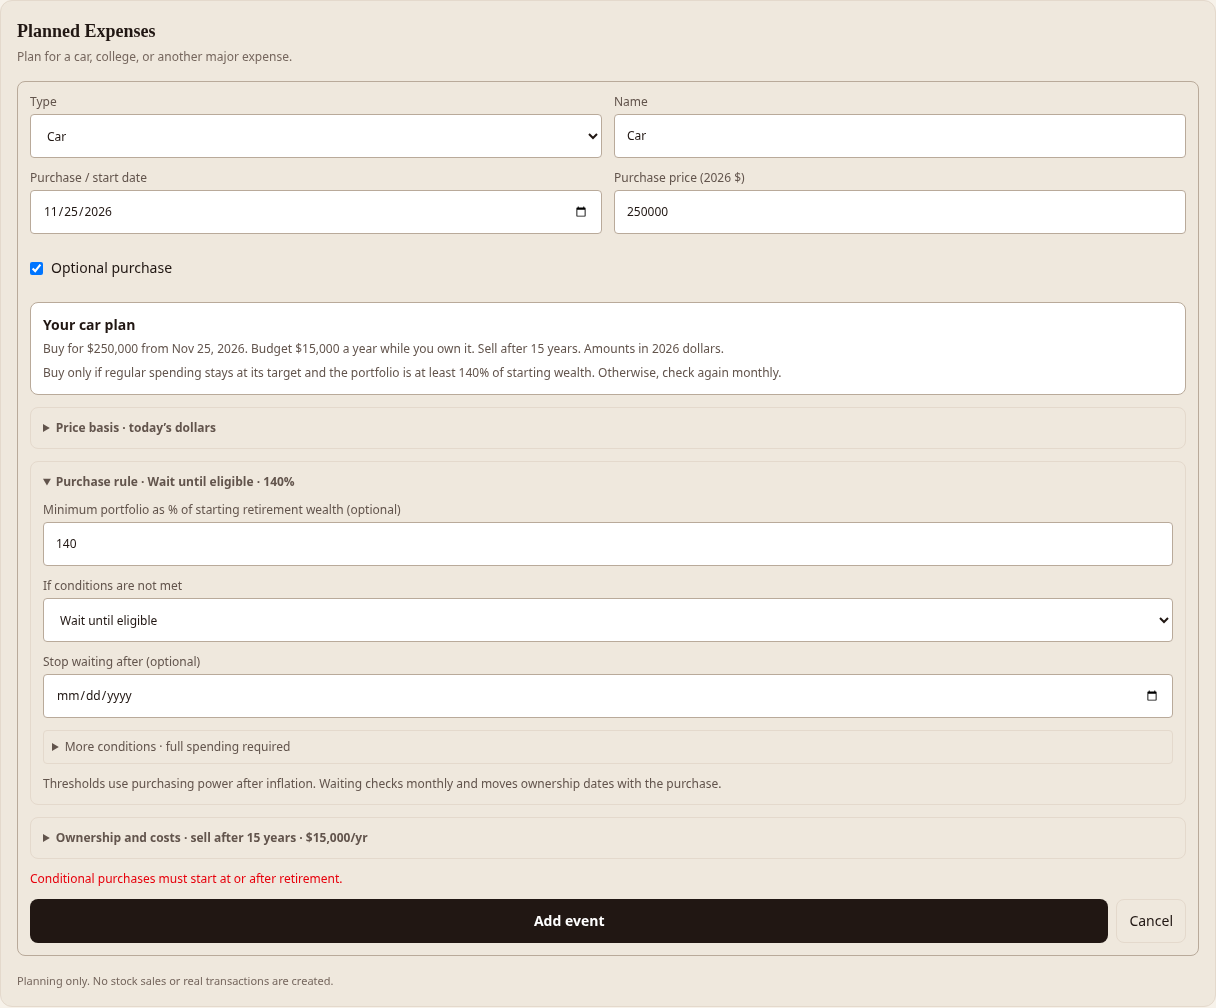 Planned Expenses
Plan for a car, college, or another major expense.
Type
Name
Car
Car
Purchase / start date
Purchase price (2026 $)
11/25/2026
250000
Optional purchase
Your car plan
Buy for $250,000 from Nov 25, 2026. Budget $15,000 a year while you own it. Sell after 15 years. Amounts in 2026 dollars.
Buy only if regular spending stays at its target and the portfolio is at least 140% of starting wealth. Otherwise, check again monthly.
Price basis · today’s dollars
Purchase rule · Wait until eligible · 140%
Minimum portfolio as % of starting retirement wealth (optional)
140
If conditions are not met
Wait until eligible
Stop waiting after (optional)
mm/dd/yyyy
More conditions · full spending required
Thresholds use purchasing power after inflation. Waiting checks monthly and moves ownership dates with the purchase.
Ownership and costs · sell after 15 years · $15,000/yr
Conditional purchases must start at or after retirement.
Add event
Cancel
Planning only. No stock sales or real transactions are created.